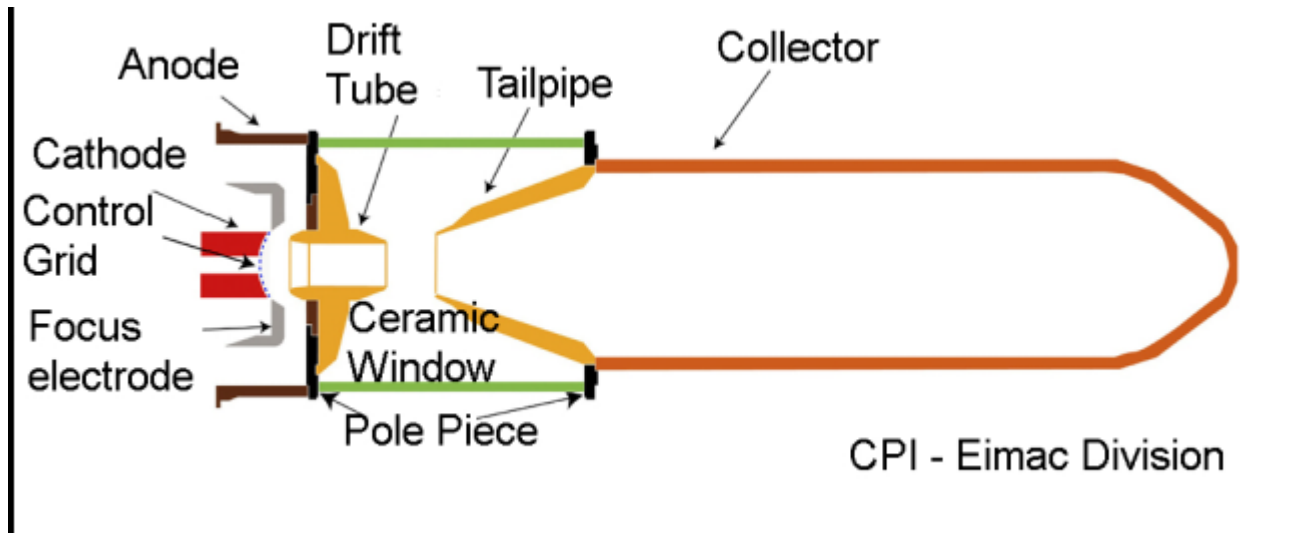 Drift
Tube
Anode
Tailpipe
Collector
Cathode
Control
Grid
Focus
electrode
Ceramic
Window
Pole Piece
CPI - Eimac Division